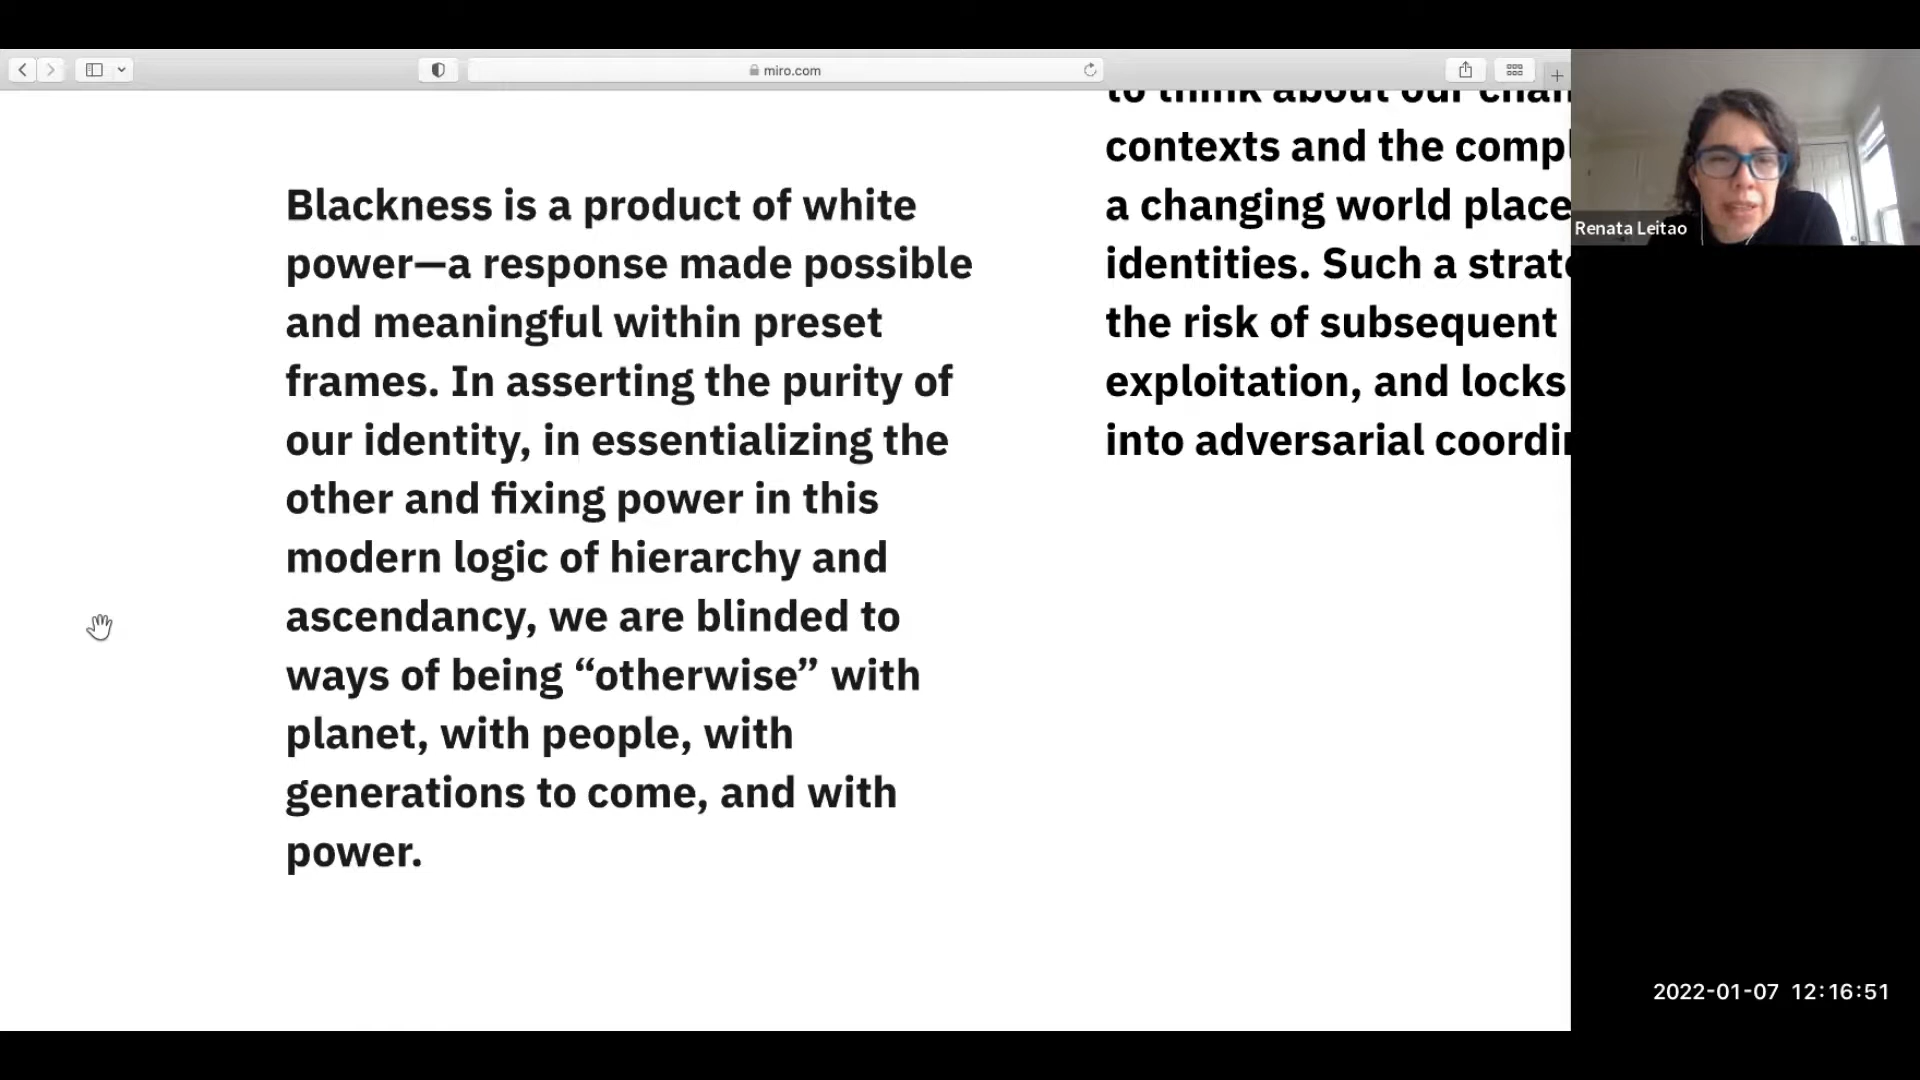 miro.com
Blackness is a product of white
power—a response made possible
and meaningful within preset
frames. In asserting the purity of
our identity, in essentializing the
other and fixing power in this
modern logic of hierarchy and
ascendancy, we are blinded to
ways of being “otherwise” with
planet, with people, with
generations to come, and with
power.
to think about our
contexts and the
a changing world place
identities. Such a
the risk of subsequent
exploitation, and locks
into adversarial
Renata Leitao
2022-01-07 12:16:51